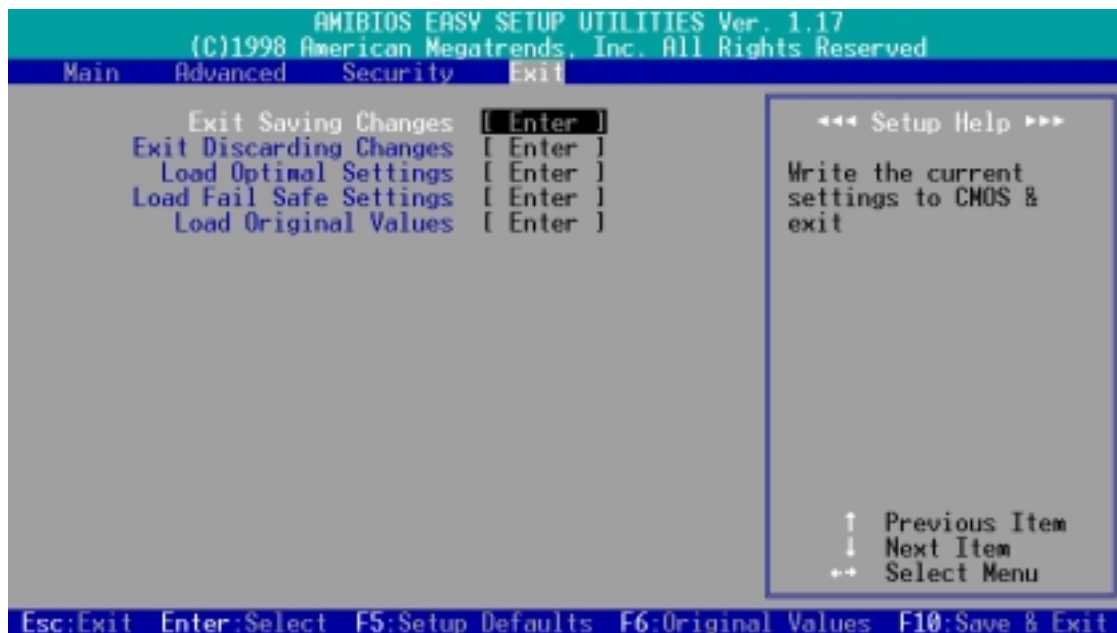 AMIBIOS EASY SETUP UTILITIES Ver. 1.17
(C)1998 American Megatrends, Inc. All Rights Reserved
Main Advanced Security Exit
Exit Saving Changes [ Enter ]
Exit Discarding Changes [ Enter ]
Load Optimal Settings [ Enter ]
Load Fail Safe Settings [ Enter ]
Load Original Values [ Enter ]
◄◄◄ Setup Help ►►►
Write the current
settings to CMOS &
exit
↑ Previous Item
↓ Next Item
←→ Select Menu
Esc:Exit Enter:Select F5:Setup Defaults F6:Original Values F10:Save & Exit